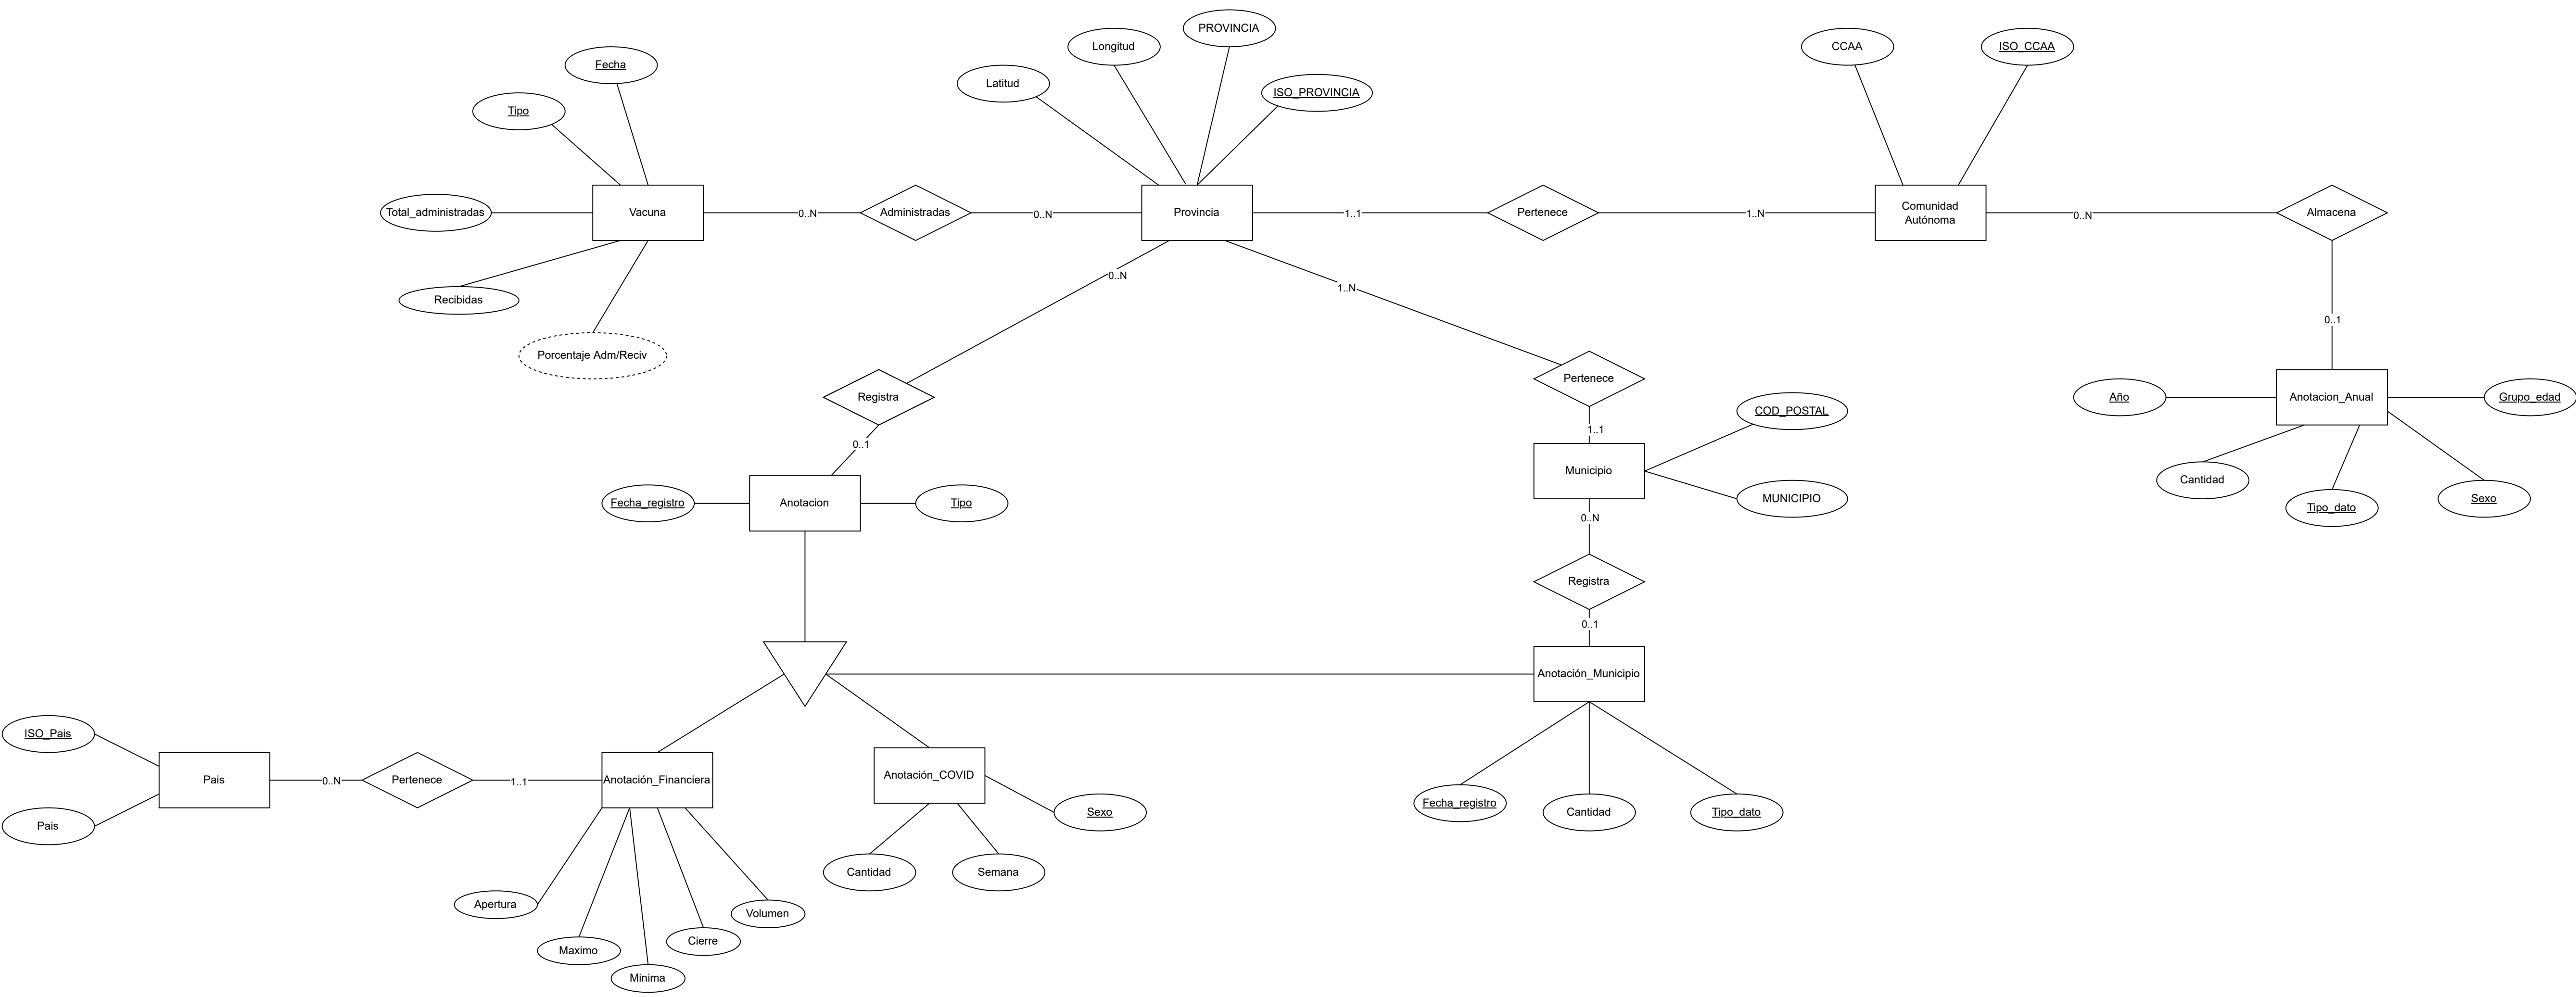 PROVINCIA
Longitud
CCAA
ISO_CCAA
Fecha
Latitud
ISO_PROVINCIA
Tipo
Total_administradas
Vacuna
0..N
Administradas
0..N
Provincia
1..1
Pertenece
1..N
Comunidad
Autónoma
0..N
Almacena
0..N
1..N
Recibidas
0..1
Porcentaje Adm/Reciv
Pertenece
Registra
Año
Anotacion_Anual
Grupo_edad
COD_POSTAL
1..1
0..1
Municipio
Cantidad
MUNICIPIO
Sexo
Fecha_registro
Anotacion
Tipo
Tipo_dato
0..N
Registra
0..1
Anotación_Municipio
ISO_Pais
Pais
0..N
Pertenece
1..1
Anotación_Financiera
Anotación_COVID
Fecha_registro
Sexo
Cantidad
Tipo_dato
Pais
Cantidad
Semana
Apertura
Volumen
Cierre
Maximo
Minima